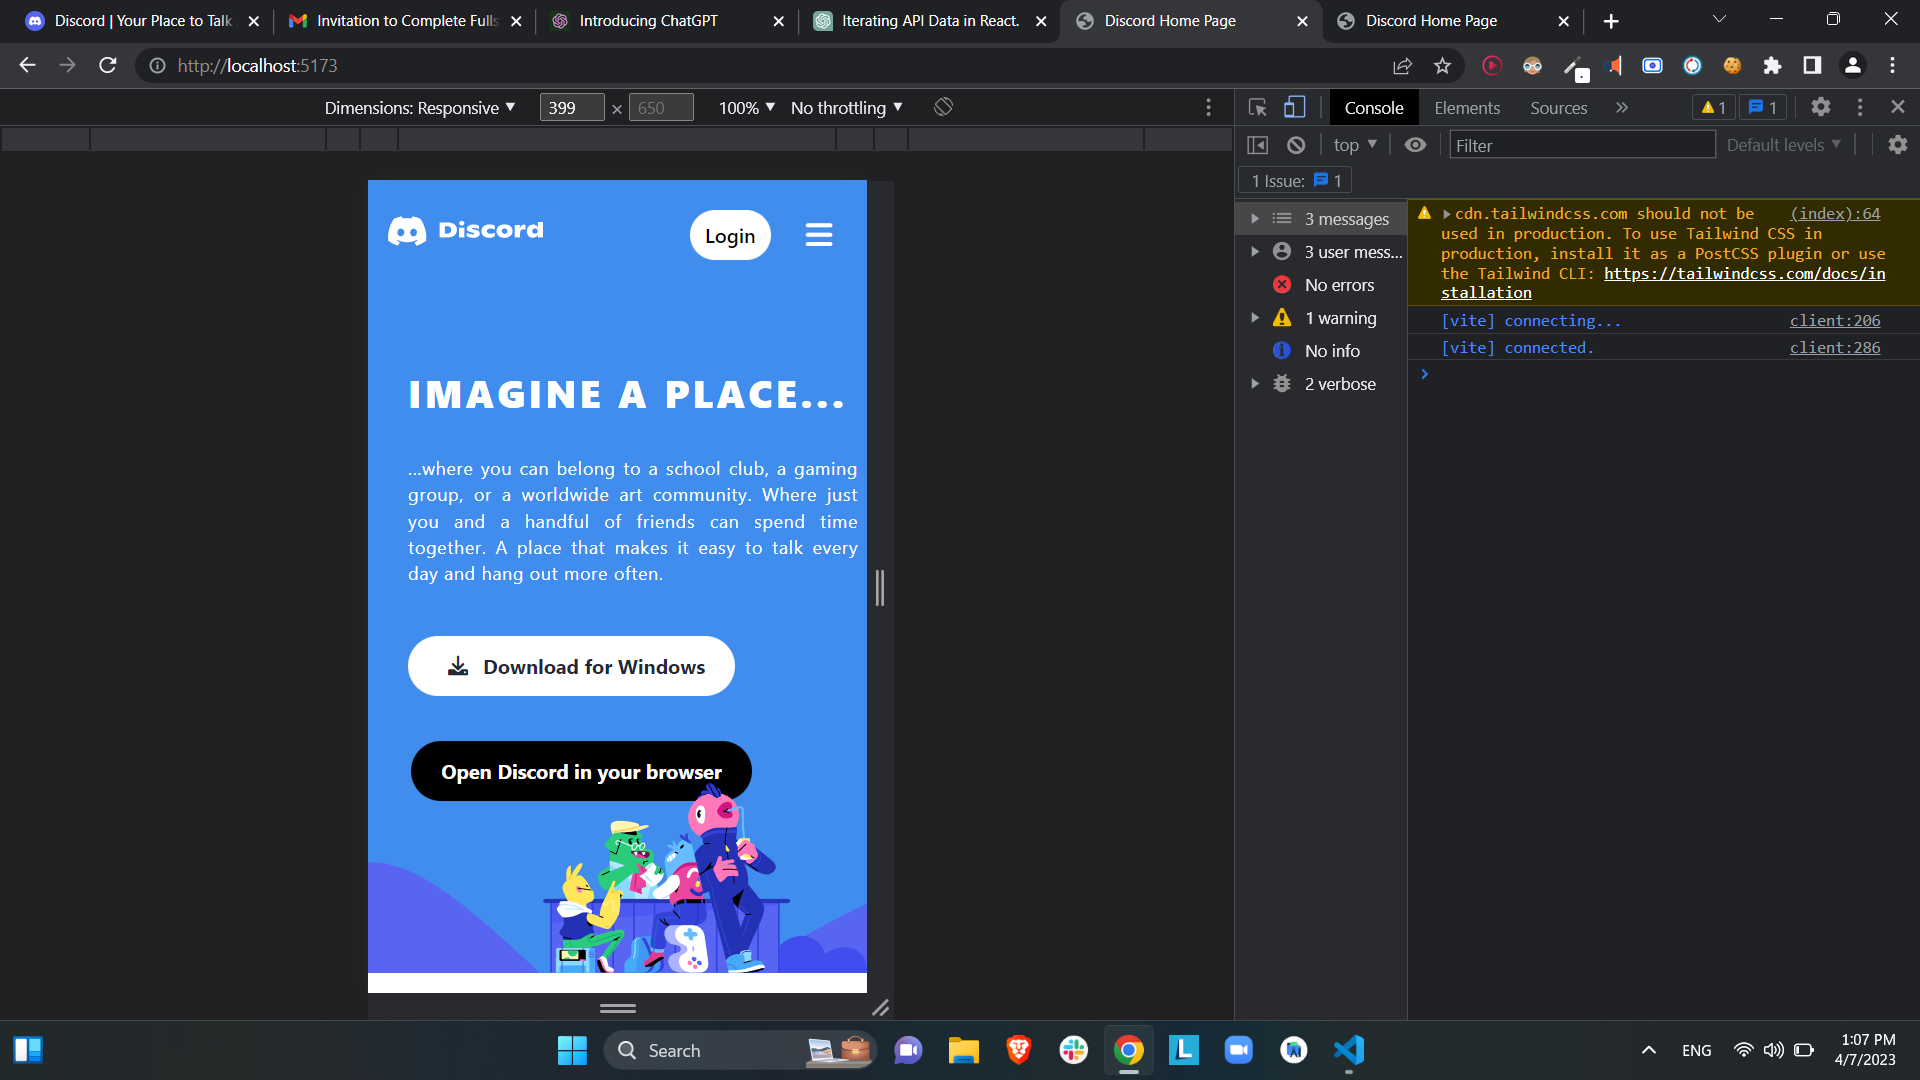 Discord | Your Place to Talk
Invitation to Complete Fulls
Introducing ChatGPT
Iterating API Data in React.
Discord Home Page
Discord Home Page
http://localhost:5173
Dimensions: Responsive
399 × 650
100%
No throttling
Console
Elements
Sources
1
1
top
Filter
Default levels
1 Issue: 1
3 messages
3 user mess...
No errors
1 warning
No info
2 verbose
cdn.tailwindcss.com should not be (index):64
used in production. To use Tailwind CSS in
production, install it as a PostCSS plugin or use
the Tailwind CLI: https://tailwindcss.com/docs/in
stallation
[vite] connecting... client:206
[vite] connected. client:286
Discord
Login
IMAGINE A PLACE...
...where you can belong to a school club, a gaming
group, or a worldwide art community. Where just
you and a handful of friends can spend time
together. A place that makes it easy to talk every
day and hang out more often.
Download for Windows
Open Discord in your browser
Search
ENG
1:07 PM
4/7/2023